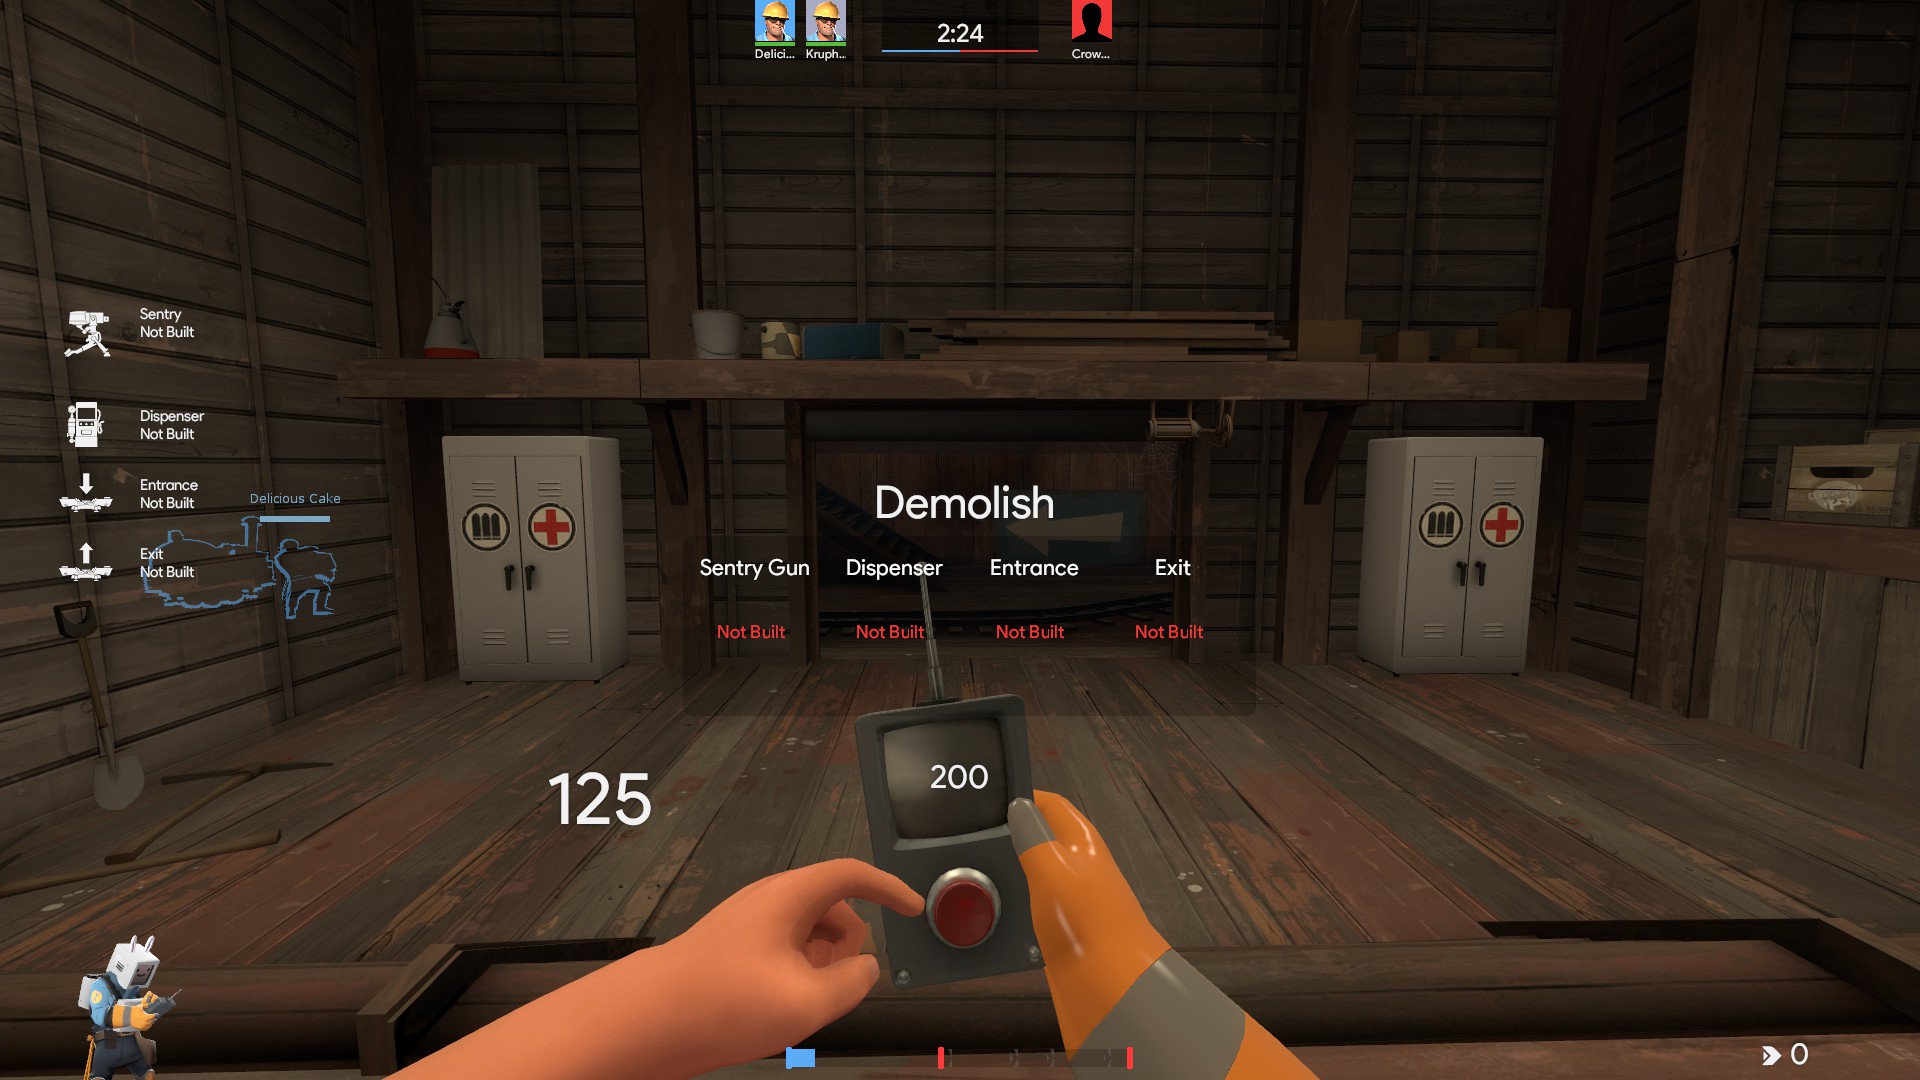 Delici...
Kruph...
2:24
Crow...
Sentry
Not Built
Dispenser
Not Built
Entrance
Not Built
Exit
Not Built
Delicious Cake
Demolish
Sentry Gun
Dispenser
Entrance
Exit
Not Built
Not Built
Not Built
Not Built
125
200
0